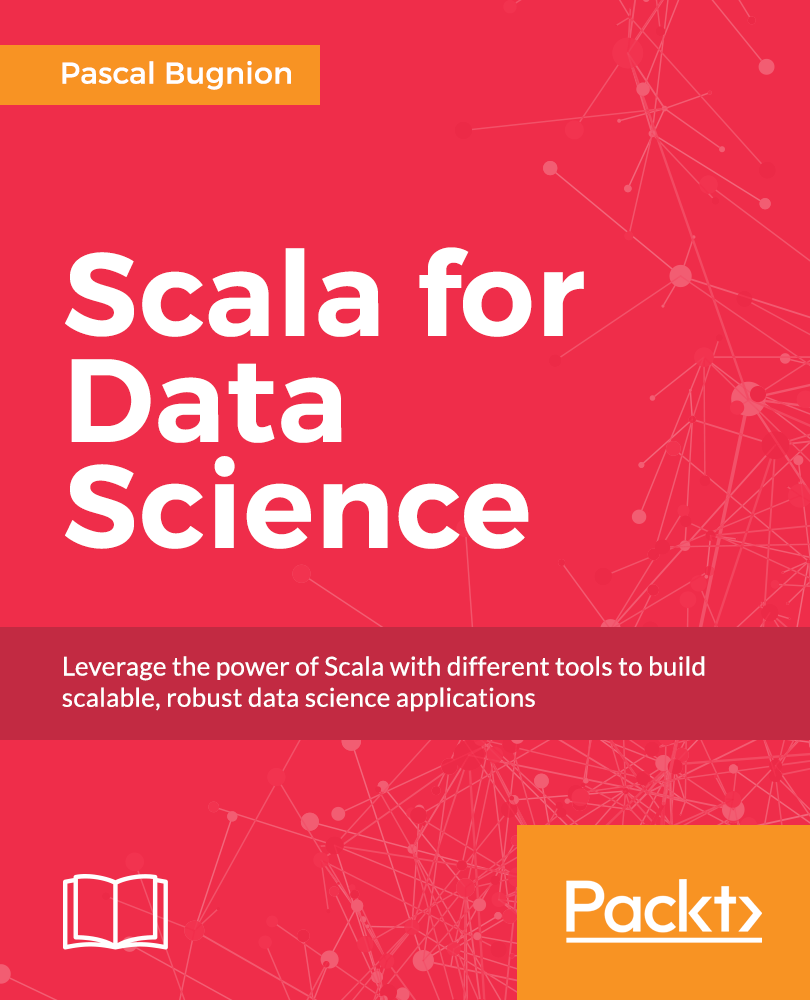 Pascal Bugnion
Scala for
Data
Science
Leverage the power of Scala with different tools to build
scalable, robust data science applications
Packt>